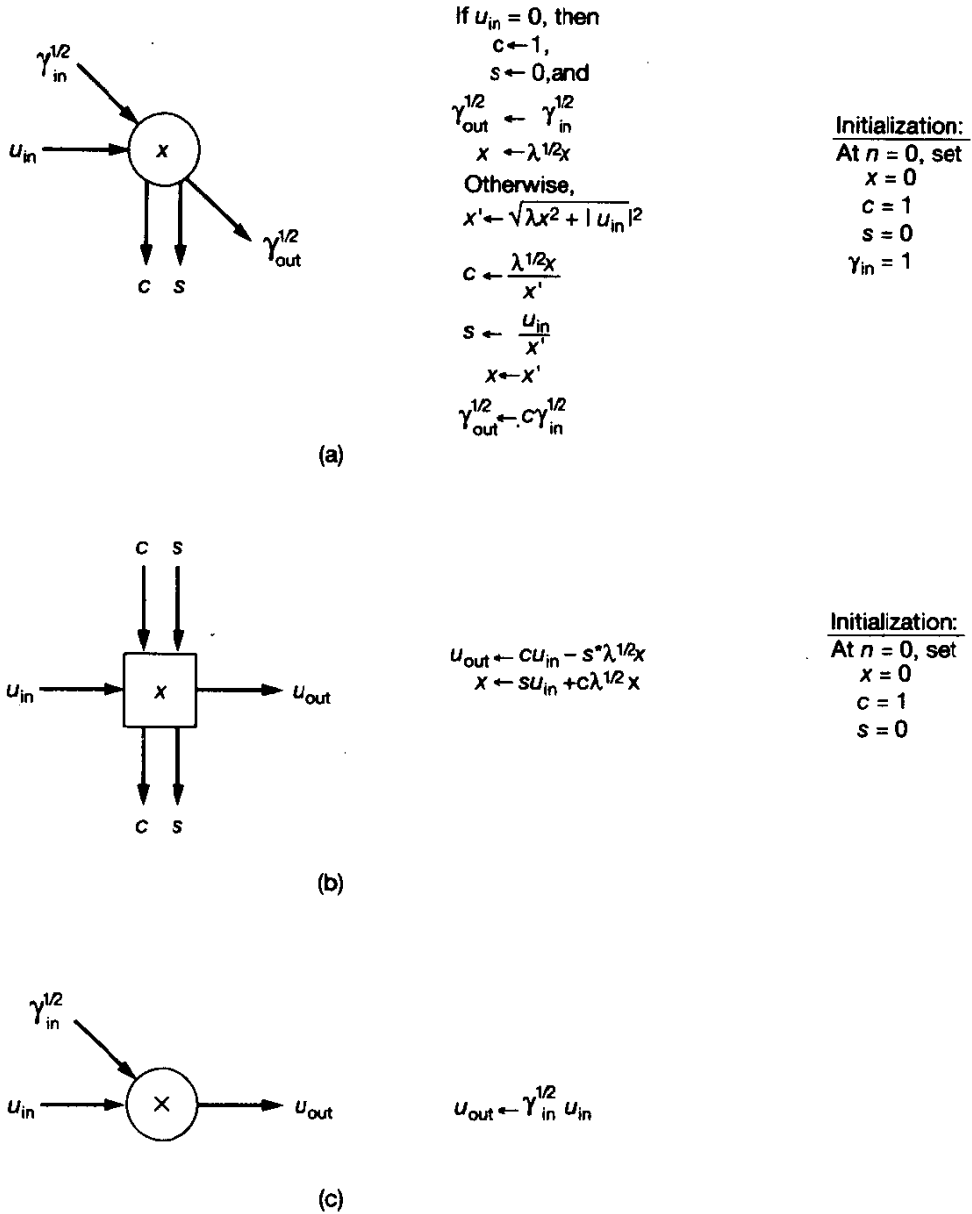 γ_in^{1/2}
u_in
x
c s
γ_out^{1/2}
If u_in = 0, then
c ← 1,
s ← 0,and
γ_out^{1/2} ← γ_in^{1/2}
x ← λ^{1/2}x
Otherwise,
x' ← √(λx² + | u_in|²
c ← λ^{1/2}x / x'
s ← u_in / x'
x ← x'
γ_out^{1/2} ← cγ_in^{1/2}
Initialization:
At n = 0, set
x = 0
c = 1
s = 0
γ_in = 1
(a)
c s
u_in
x
u_out
c s
u_out ← cu_in − s*λ^{1/2}x
x ← su_in + cλ^{1/2} x
Initialization:
At n = 0, set
x = 0
c = 1
s = 0
(b)
γ_in^{1/2}
u_in
×
u_out
u_out ← γ_in^{1/2} u_in
(c)